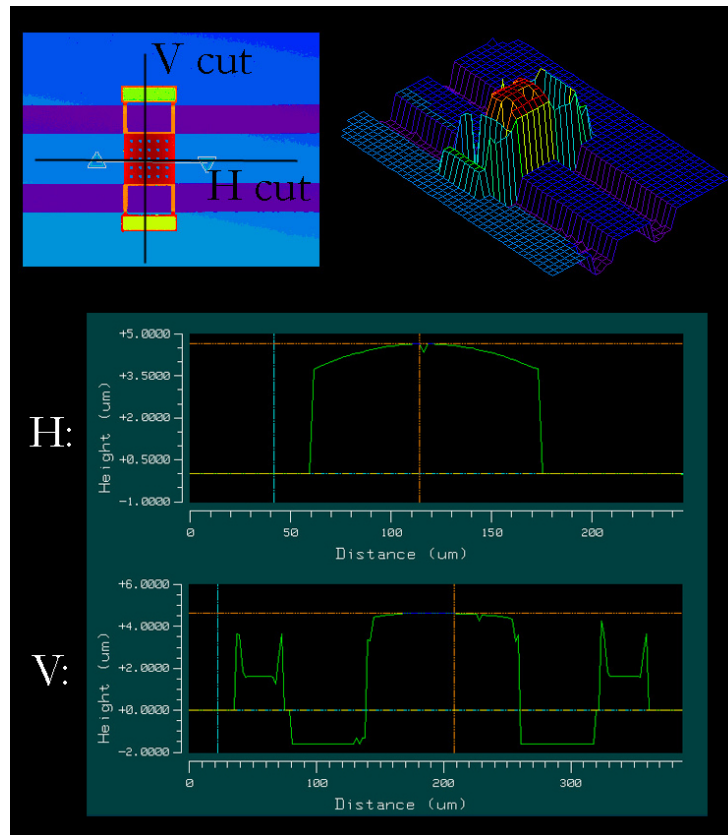 V cut
H cut
H:
+5.0000
+3.5000
+2.0000
+0.5000
-1.0000
Height (um)
0
50
100
150
200
Distance (um)
V:
+6.0000
+4.0000
+2.0000
+0.0000
-2.0000
Height (um)
0
100
200
300
Distance (um)